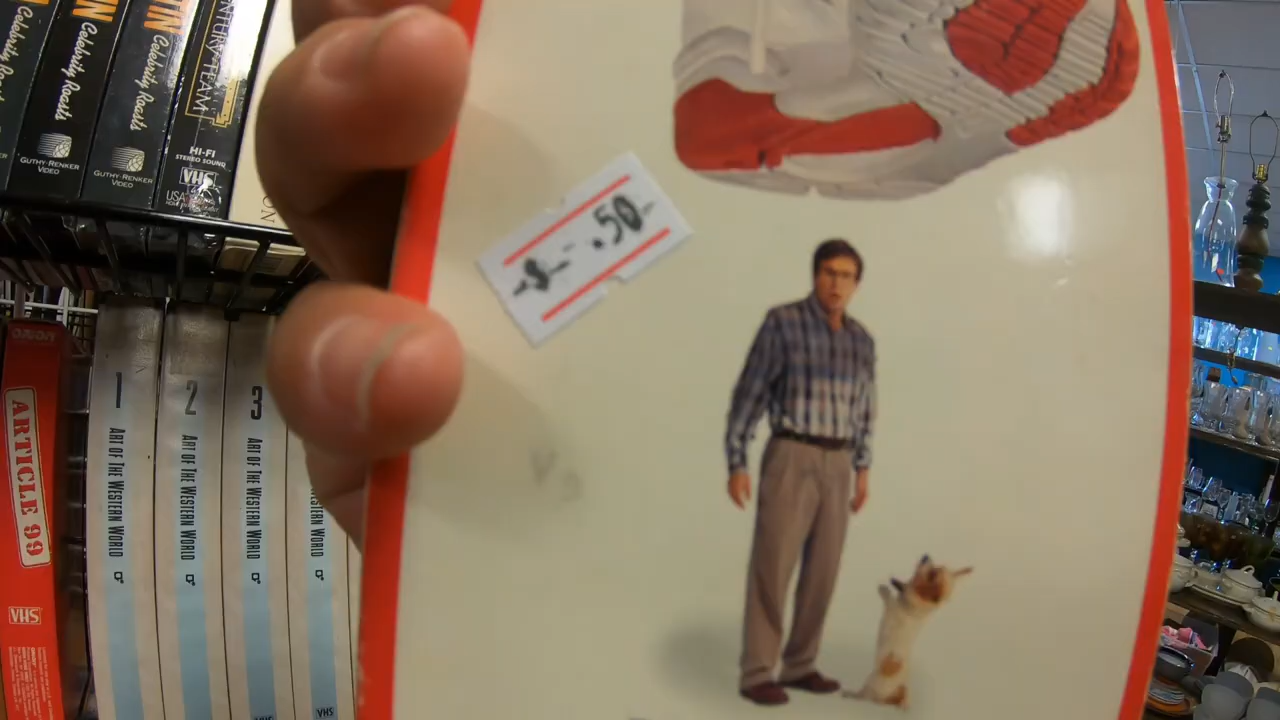 Celebrity Roasts
GUTHY-RENKER
VIDEO
Celebrity Roasts
GUTHY-RENKER
VIDEO
HI-FI
STEREO SOUND
VHS
USA
.50
ARTICLE 99
VHS
1 ART OF THE WESTERN WORLD
2 ART OF THE WESTERN WORLD
3 ART OF THE WESTERN WORLD
WESTERN WORLD
VHS